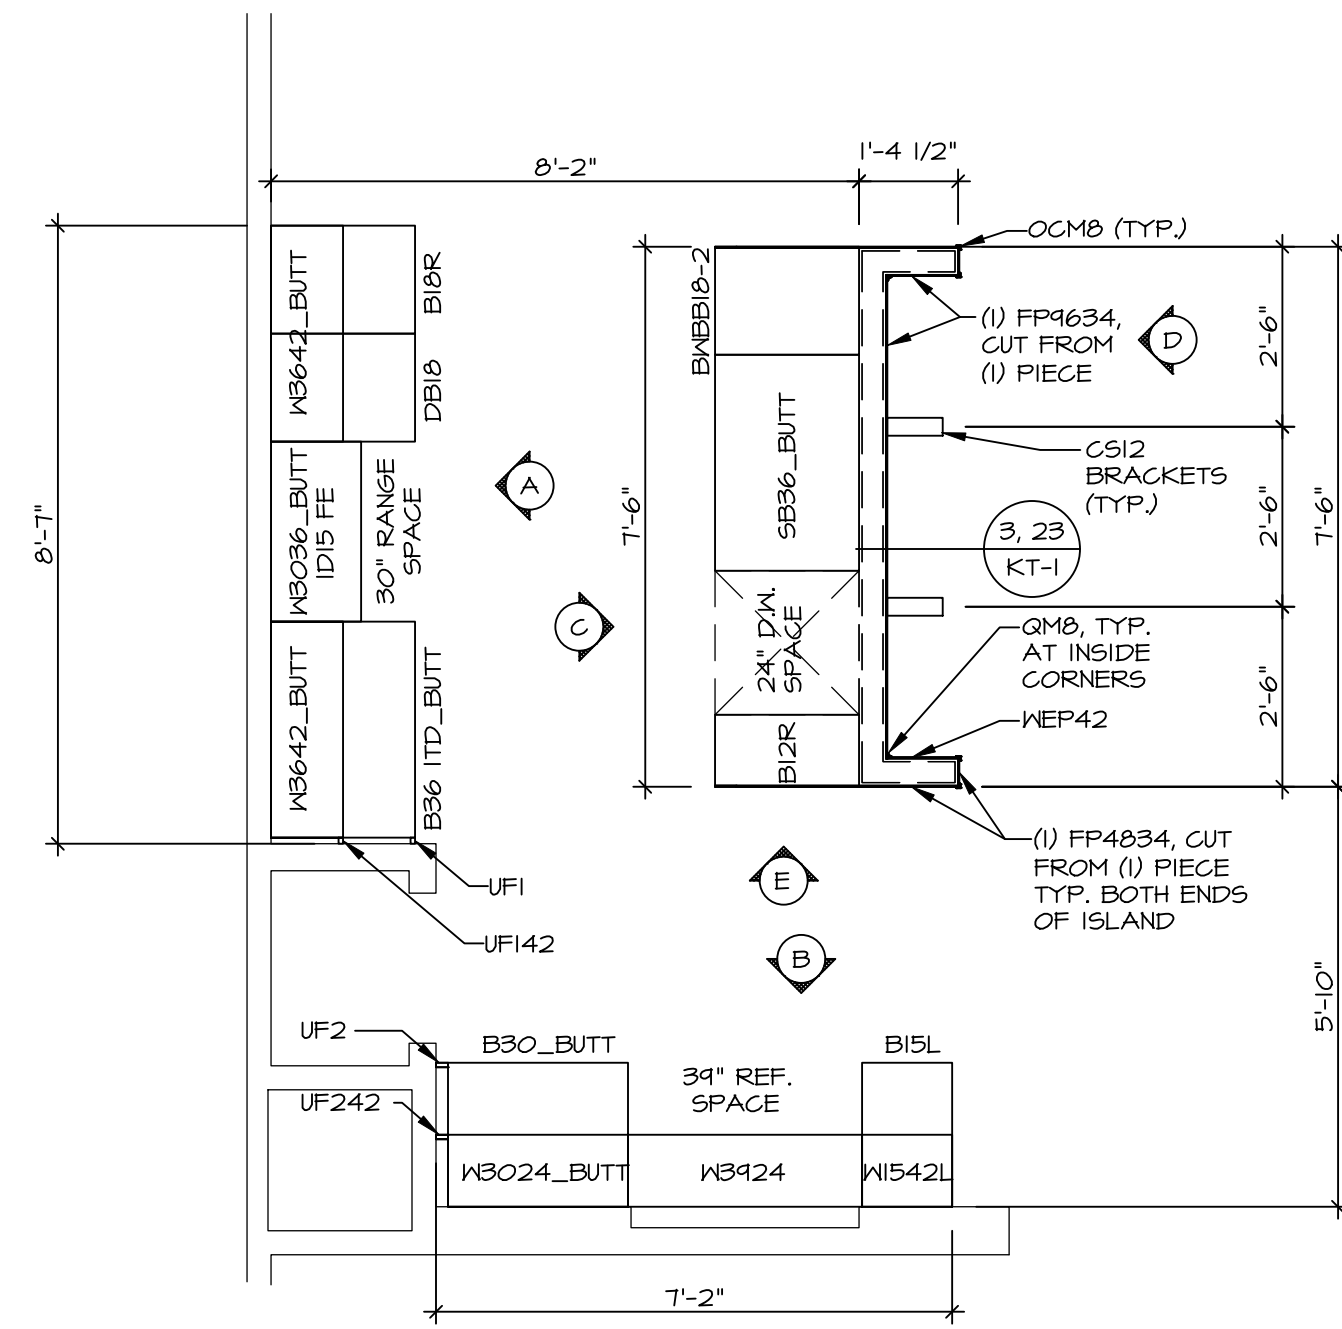 8'-2"
1'-4 1/2"
OCM8 (TYP.)
W3642_BUTT
B18R
BWBB18-2
(1) FP9634,
CUT FROM
(1) PIECE
D
2'-6"
DB18
SB36_BUTT
CS12
BRACKETS
(TYP.)
A
W3036_BUTT
1D15 FE
30" RANGE
SPACE
8'-7"
7'-6"
3, 23
KT-1
2'-6"
7'-6"
C
24" D.W.
SPACE
QM8, TYP.
AT INSIDE
CORNERS
W3642_BUTT
B36 1TD_BUTT
B12R
WEP42
2'-6"
(1) FP4834, CUT
FROM (1) PIECE
TYP. BOTH ENDS
OF ISLAND
E
UF1
UF142
B
5'-10"
UF2
B30_BUTT
B15L
39" REF.
SPACE
UF242
W3024_BUTT
W3924
W1542L
7'-2"